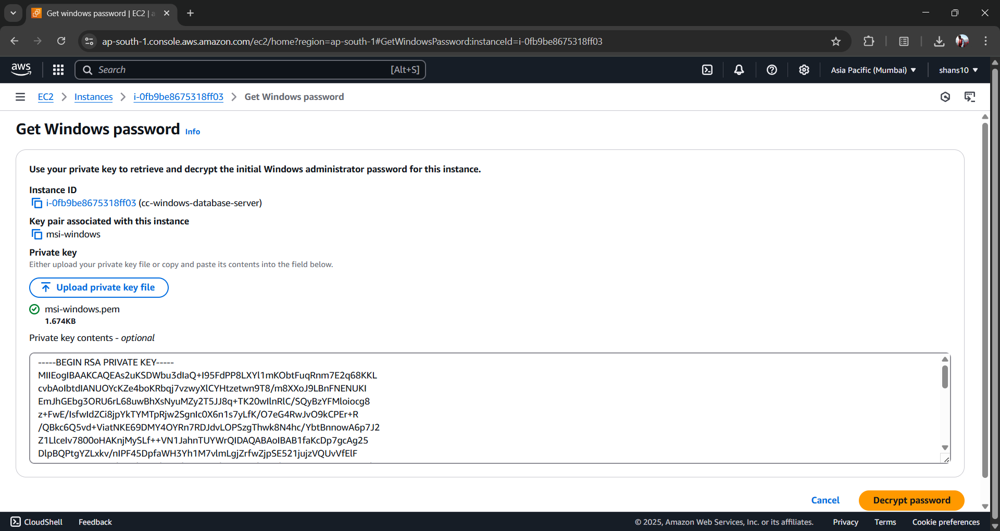 Get windows password | EC2 | a
ap-south-1.console.aws.amazon.com/ec2/home?region=ap-south-1#GetWindowsPassword:instanceId=i-0fb9be8675318ff03
aws
Search [Alt+S]
Asia Pacific (Mumbai)
shans10
EC2 > Instances > i-0fb9be8675318ff03 > Get Windows password
Get Windows password Info
Use your private key to retrieve and decrypt the initial Windows administrator password for this instance.
Instance ID
i-0fb9be8675318ff03 (cc-windows-database-server)
Key pair associated with this instance
msi-windows
Private key
Either upload your private key file or copy and paste its contents into the field below.
Upload private key file
msi-windows.pem
1.674KB
Private key contents - optional
-----BEGIN RSA PRIVATE KEY-----
MIIEogIBAAKCAQEAs2uKSDWbu3dIaQ+I95FdPP8LXYl1mKObtFuqRnm7E2q68KKL
cvbAoIbtdIANUOYcKZe4boKRbqj7vzwyXlCYHtzetwn9T8/m8XXoJ9LBnFNENUKI
EmJhGEbg3ORU6rL68uwBhXsNyuMZy2T5JJ8q+TK20wIlnRlC/SQyBzYFMloiocg8
z+FwE/IsfwIdZCi8jpYkTYMTpRjw2SgnIc0X6n1s7yLfK/O7eG4RwJvO9kCPEr+R
/QBkc6Q5vd+ViatNKE69DMY4OYRn7RDJdvLOPSzgThwk8N4hc/YbtBnnowA6p7J2
Z1LlceIv7800oHAKnjMySLf++VN1JahnTUYWrQIDAQABAoIBAB1faKcDp7gcAg25
DlpBQPtgYZLxkv/nIPF45DpfaWH3Yh1M7vlmLgjZrfwZjpSE521jujzVQUvVfElF
Cancel
Decrypt password
CloudShell
Feedback
© 2025, Amazon Web Services, Inc. or its affiliates.
Privacy
Terms
Cookie preferences